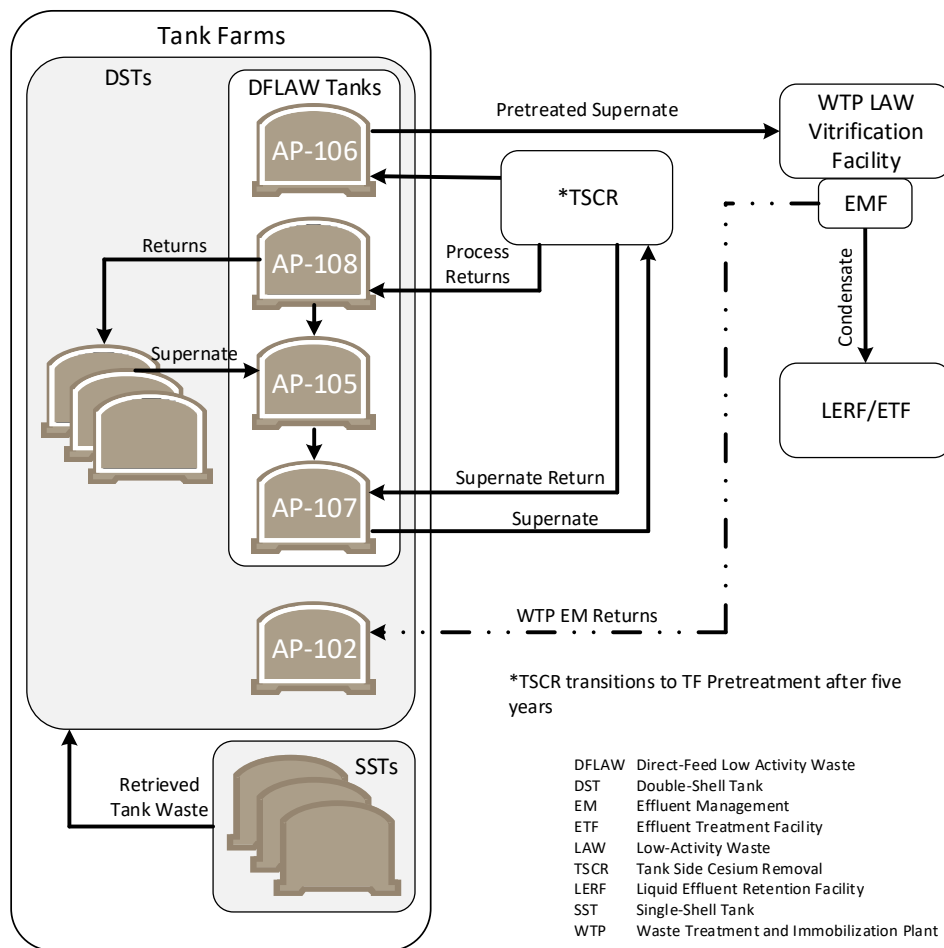 Tank Farms
DSTs
DFLAW Tanks
AP-106
Pretreated Supernate
WTP LAW
Vitrification
Facility
EMF
*TSCR
Returns
AP-108
Process
Returns
Condensate
Supernate
AP-105
LERF/ETF
AP-107
Supernate Return
Supernate
AP-102
WTP EM Returns
*TSCR transitions to TF Pretreatment after five
years
SSTs
Retrieved
Tank Waste
DFLAW Direct-Feed Low Activity Waste
DST Double-Shell Tank
EM Effluent Management
ETF Effluent Treatment Facility
LAW Low-Activity Waste
TSCR Tank Side Cesium Removal
LERF Liquid Effluent Retention Facility
SST Single-Shell Tank
WTP Waste Treatment and Immobilization Plant